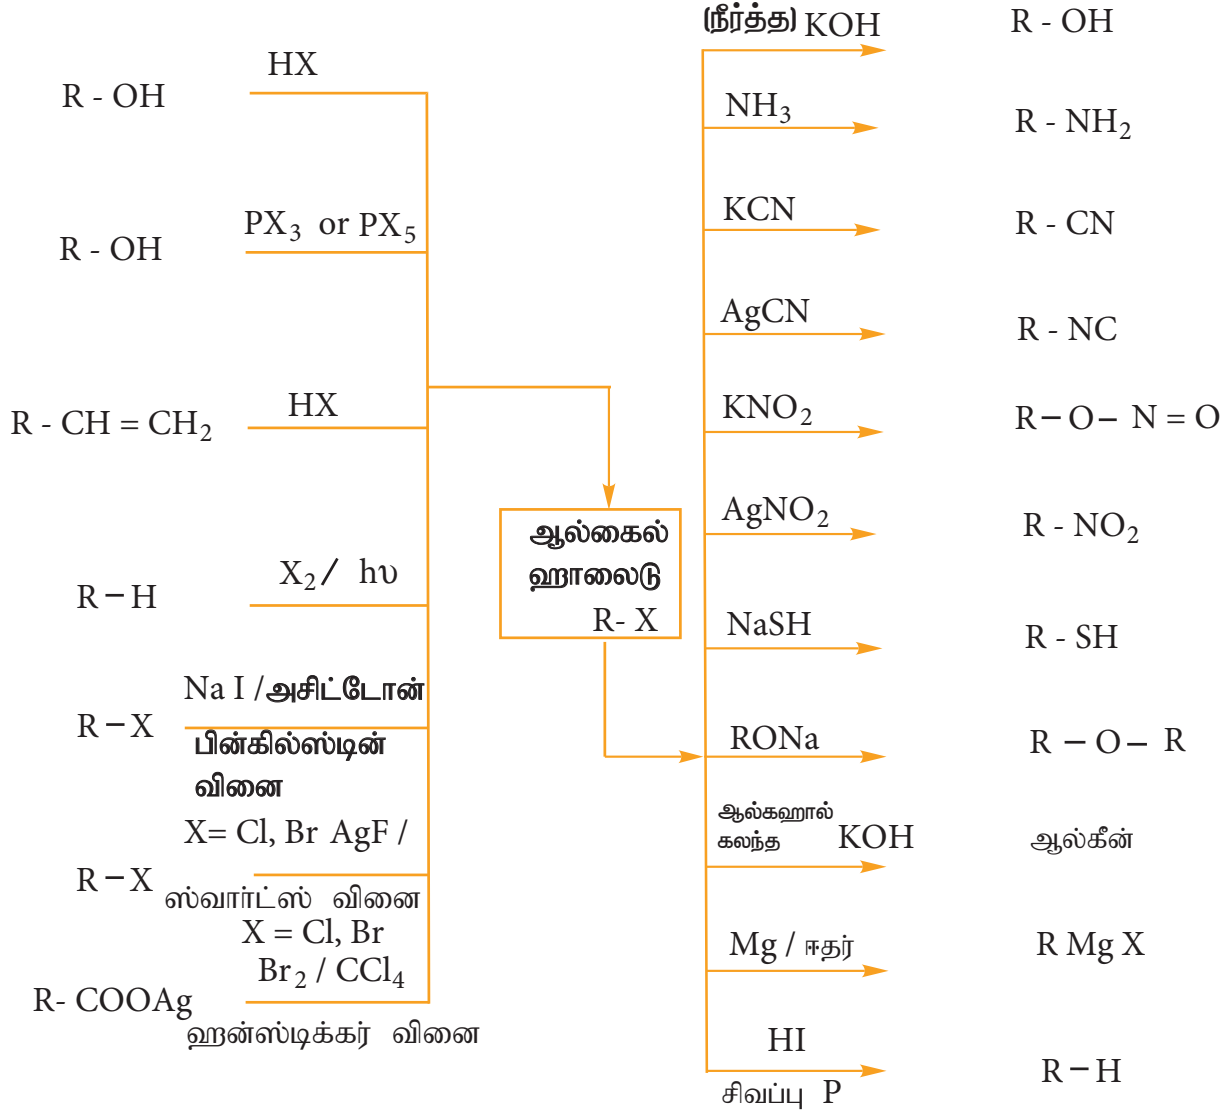 HX
R - OH
PX₃ or PX₅
R - OH
HX
R - CH = CH₂
X₂ / hυ
R – H
Na I / அசிட்டோன்
R – X
பின்கில்ஸ்டின்
வினை
X= Cl, Br AgF /
R – X
ஸ்வார்ட்ஸ் வினை
X = Cl, Br
Br₂ / CCl₄
R- COOAg
ஹன்ஸ்டிக்கர் வினை
ஆல்கைல்
ஹாலைடு
R- X
(நீர்த்த) KOH R - OH
NH₃ R - NH₂
KCN R - CN
AgCN R - NC
KNO₂ R – O – N = O
AgNO₂ R - NO₂
NaSH R - SH
RONa R – O – R
ஆல்கஹால்
கலந்த KOH ஆல்கீன்
Mg / ஈதர் R Mg X
HI
R – H
சிவப்பு P